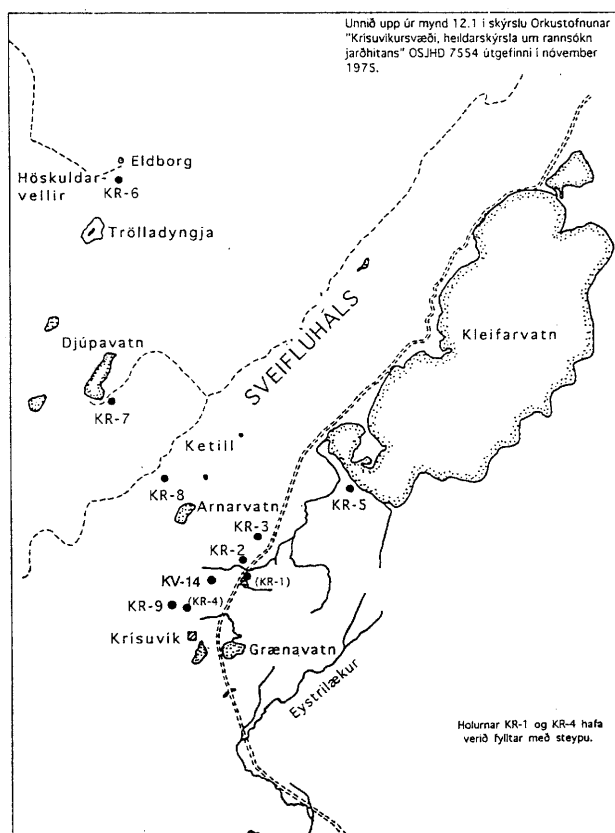 Unnið upp úr mynd 12.1 i skýrslu Orkustofnunar
"Krisuvikursvæði, heildarskýrsla um rannsókn
jarðhitans" OSJHD 7554 útgefinni í nóvember
1975.
Eldborg
Höskuldar-
vellir
KR-6
Trölladyngja
SVEIFLUHÁLS
Kleifarvatn
Djúpavatn
KR-7
Ketill
KR-8
Arnarvatn
KR-5
KR-3
KR-2
KV-14
(KR-1)
KR-9
(KR-4)
Krísuvík
Grænavatn
Eystrilækur
Holurnar KR-1 og KR-4 hafa
verið fylltar með steypu.